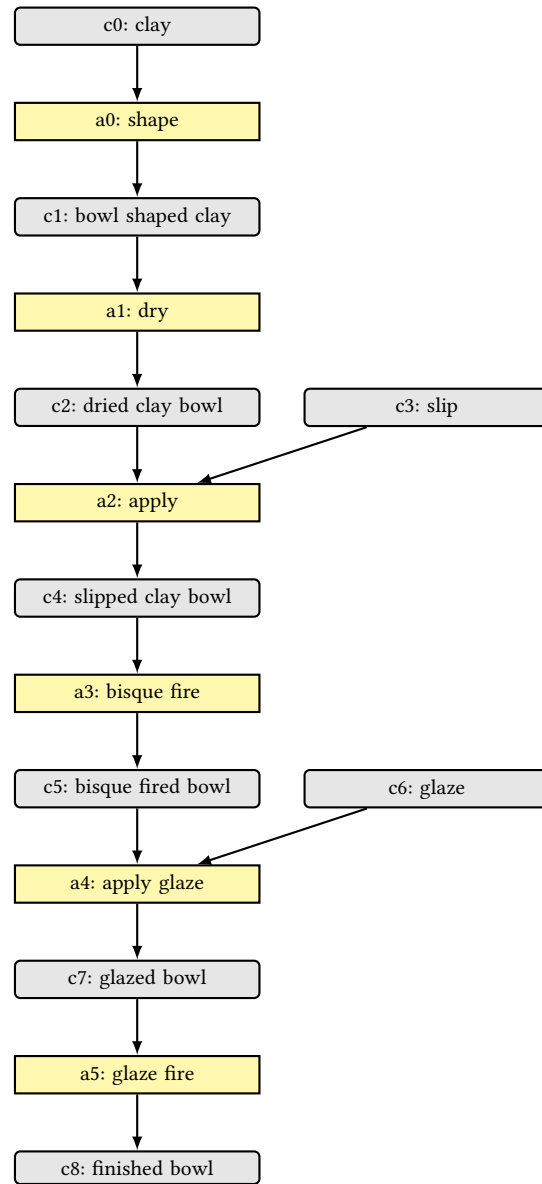 c0: clay
a0: shape
c1: bowl shaped clay
a1: dry
c2: dried clay bowl
c3: slip
a2: apply
c4: slipped clay bowl
a3: bisque fire
c5: bisque fired bowl
c6: glaze
a4: apply glaze
c7: glazed bowl
a5: glaze fire
c8: finished bowl